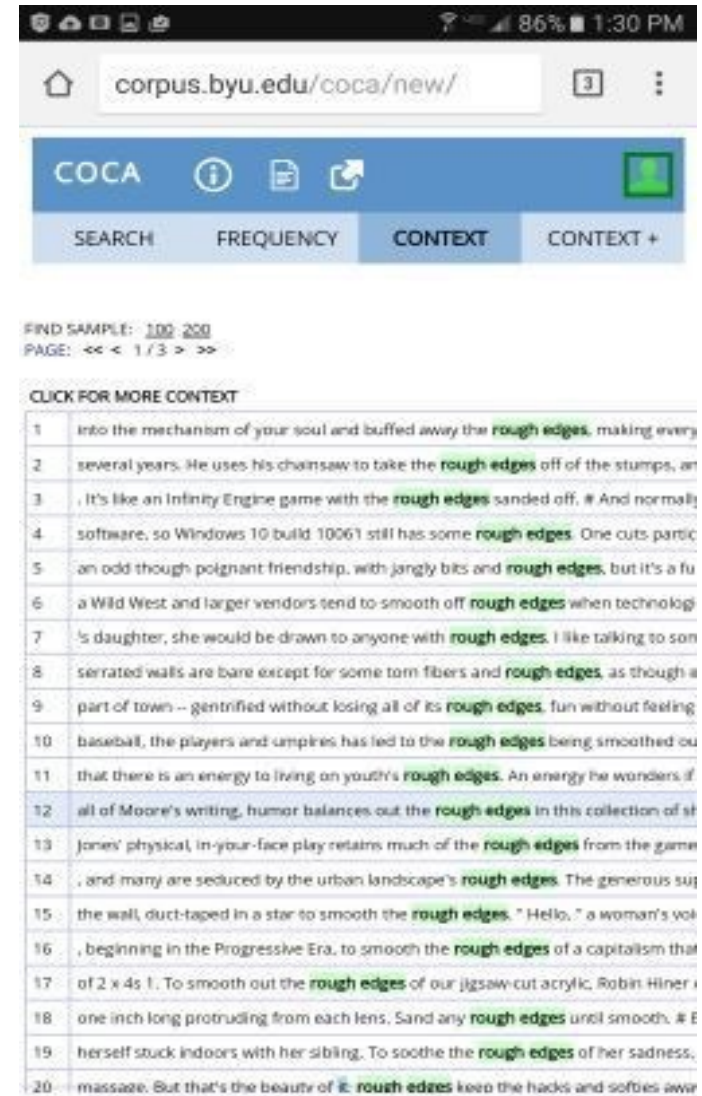 86% 1:30 PM
corpus.byu.edu/coca/new/ 3
COCA
SEARCH FREQUENCY CONTEXT CONTEXT +
FIND SAMPLE: 100 200
PAGE: << < 1 / 3 > >>
CLICK FOR MORE CONTEXT
1 into the mechanism of your soul and buffed away the rough edges, making every
2 several years. He uses his chainsaw to take the rough edges off of the stumps, an
3 . It's like an Infinity Engine game with the rough edges sanded off. # And normally
4 software, so Windows 10 build 10061 still has some rough edges. One cuts partic
5 an odd though poignant friendship, with jangly bits and rough edges, but it's a fu
6 a Wild West and larger vendors tend to smooth off rough edges when technologi
7 's daughter, she would be drawn to anyone with rough edges. I like talking to som
8 serrated walls are bare except for some torn fibers and rough edges, as though
9 part of town -- gentrified without losing all of its rough edges, fun without feeling
10 baseball, the players and umpires has led to the rough edges being smoothed ou
11 that there is an energy to living on youth's rough edges. An energy he wonders if
12 all of Moore's writing, humor balances out the rough edges in this collection of sh
13 Jones' physical, in-your-face play retains much of the rough edges from the game
14 , and many are seduced by the urban landscape's rough edges. The generous sup
15 the wall, duct-taped in a star to smooth the rough edges. " Hello, " a woman's voi
16 , beginning in the Progressive Era, to smooth the rough edges of a capitalism that
17 of 2 x 4s 1. To smooth out the rough edges of our jigsaw-cut acrylic, Robin Hiner
18 one inch long protruding from each lens. Sand any rough edges until smooth. # E
19 herself stuck indoors with her sibling. To soothe the rough edges of her sadness,
20 massage. But that's the beauty of it: rough edges keep the hacks and softies away